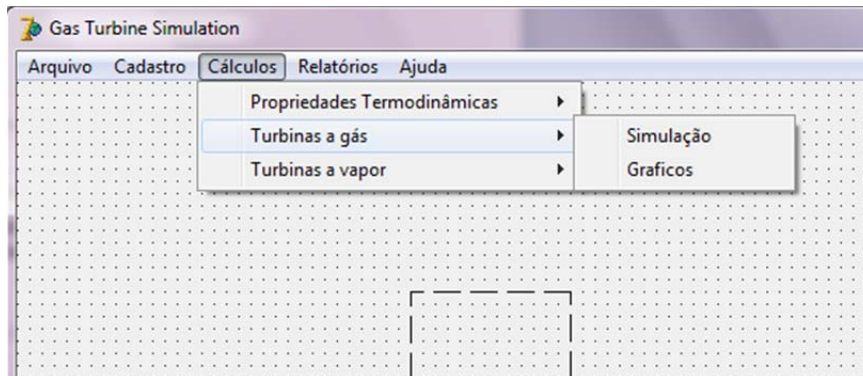 Gas Turbine Simulation
Arquivo Cadastro Cálculos Relatórios Ajuda
Propriedades Termodinâmicas
Turbinas a gás
Turbinas a vapor
Simulação
Graficos